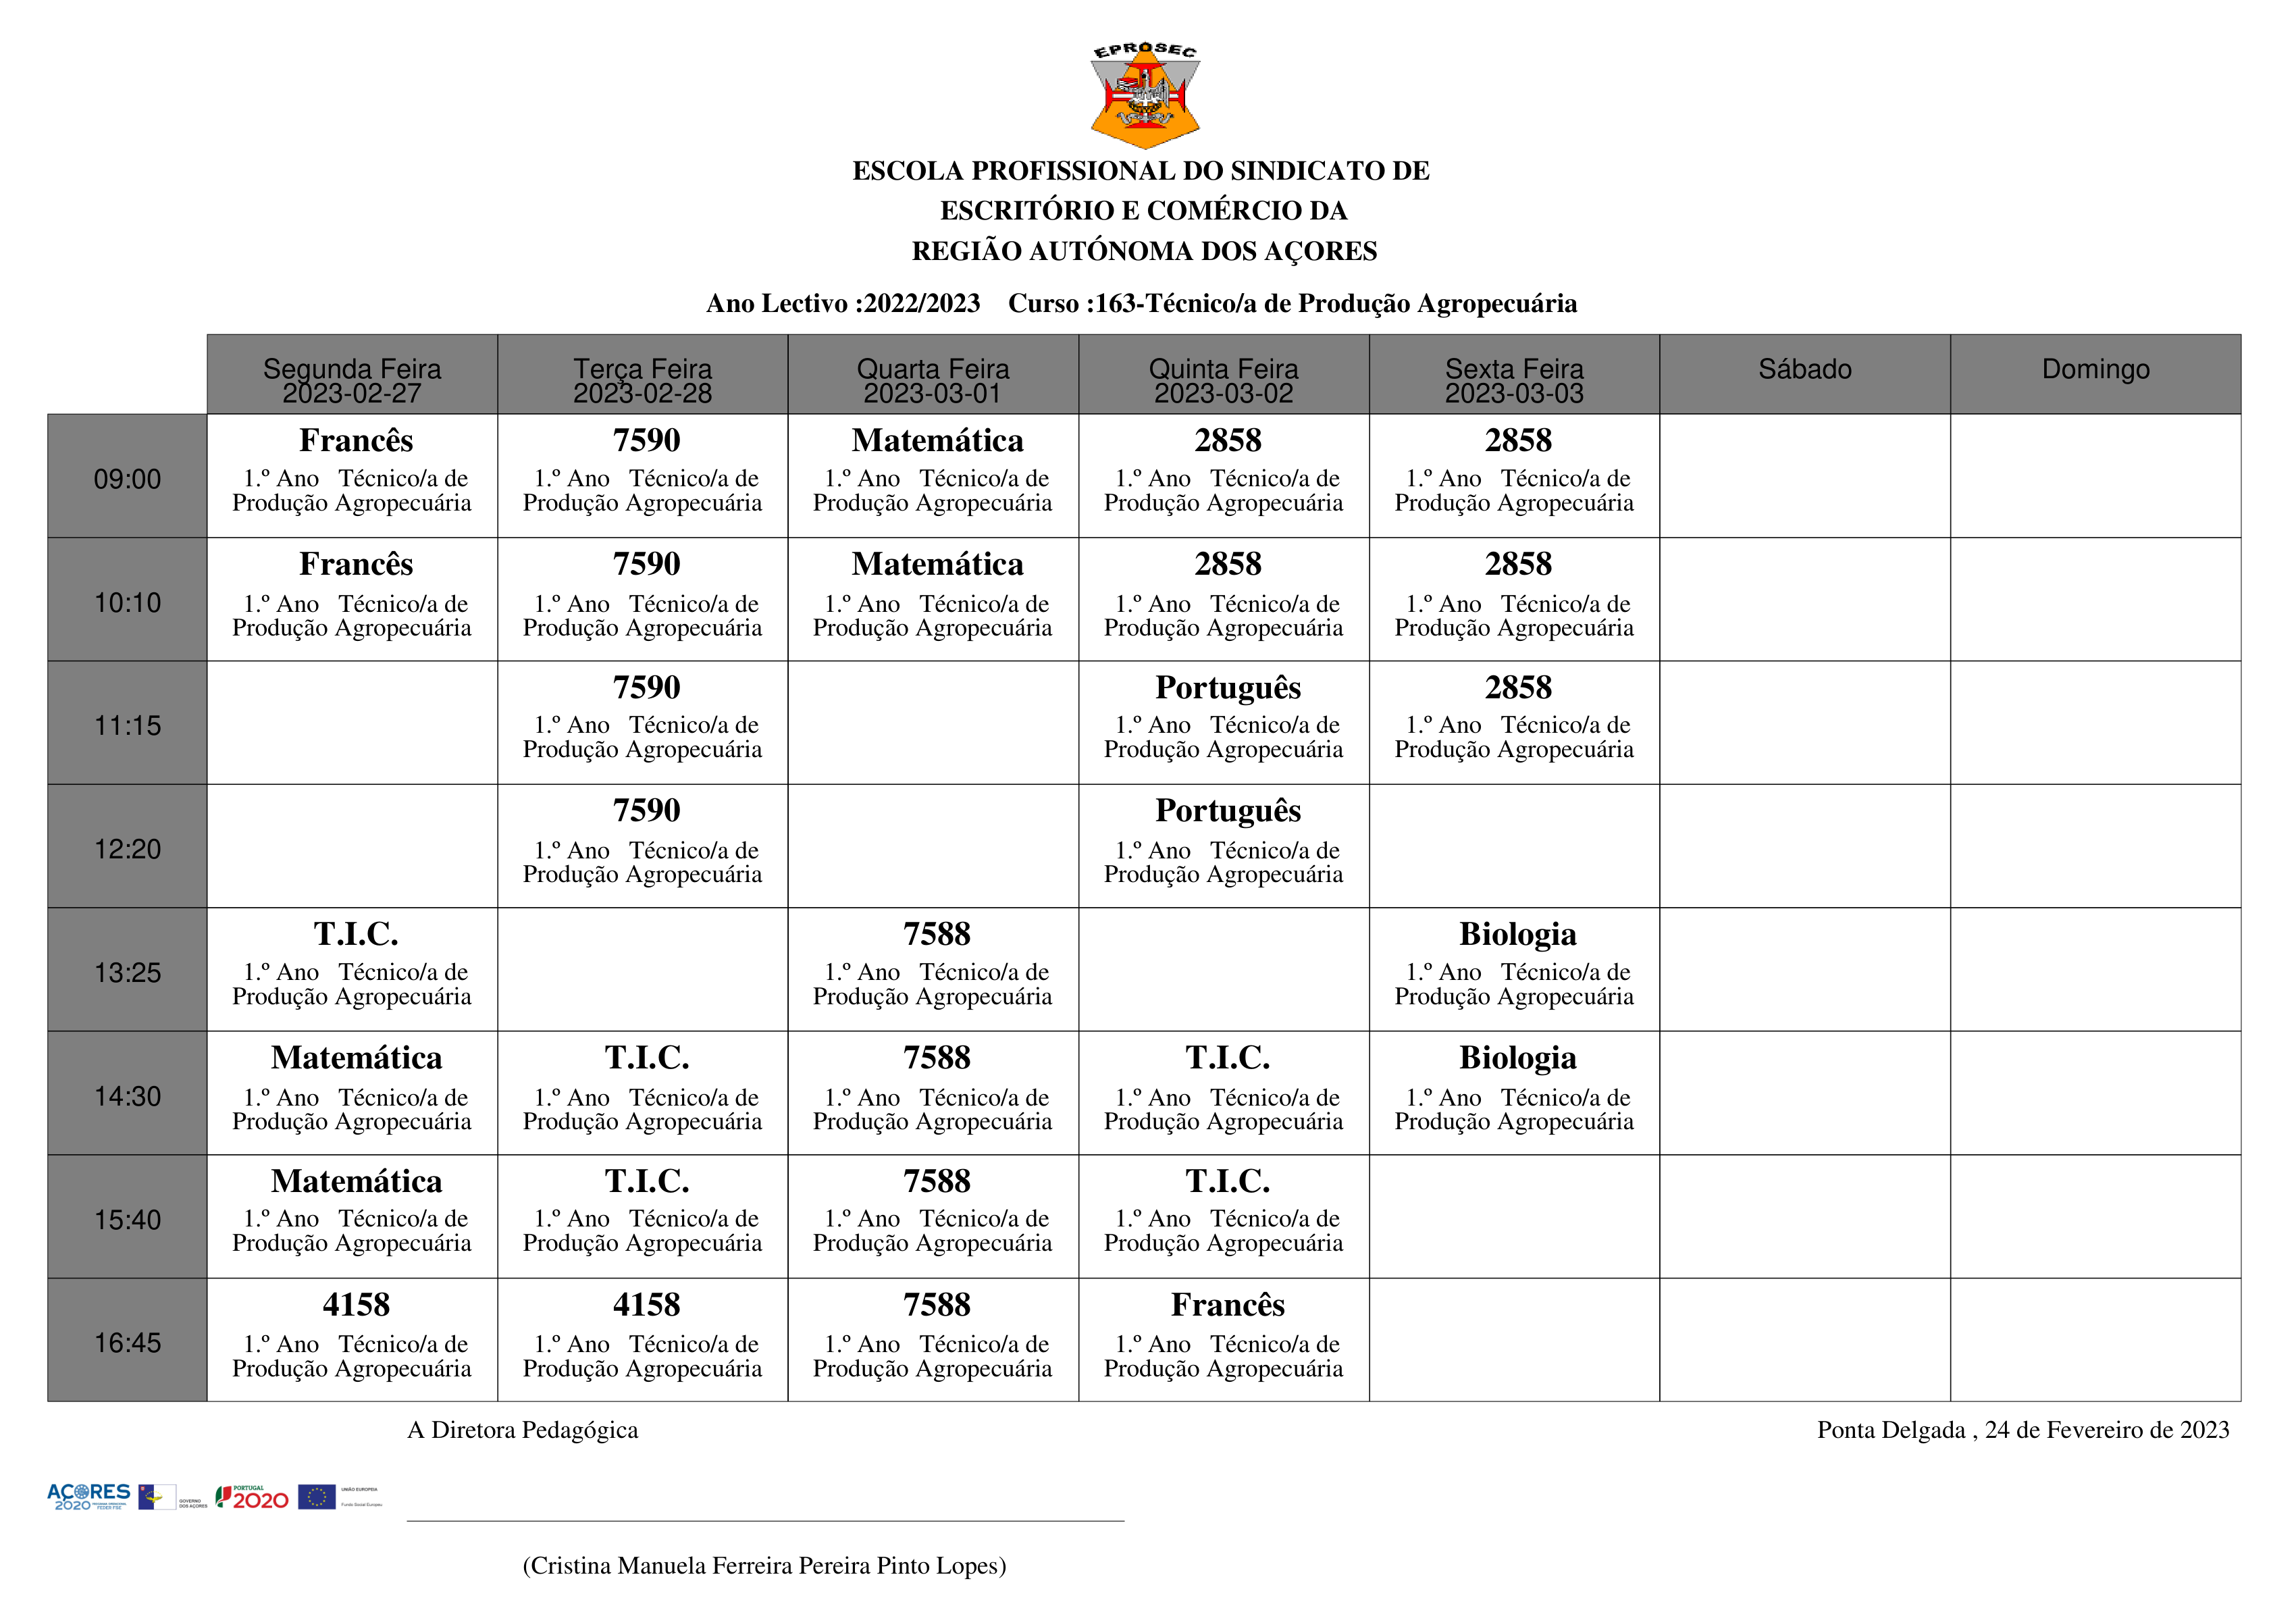 EPROSEC
ESCOLA PROFISSIONAL DO SINDICATO DE
ESCRITÓRIO E COMÉRCIO DA
REGIÃO AUTÓNOMA DOS AÇORES
Ano Lectivo :2022/2023 Curso :163-Técnico/a de Produção Agropecuária
Segunda Feira Terça Feira Quarta Feira Quinta Feira Sexta Feira Sábado Domingo
2023-02-27 2023-02-28 2023-03-01 2023-03-02 2023-03-03
Francês 7590 Matemática 2858 2858
09:00 1.º Ano Técnico/a de 1.º Ano Técnico/a de 1.º Ano Técnico/a de 1.º Ano Técnico/a de 1.º Ano Técnico/a de
Produção Agropecuária Produção Agropecuária Produção Agropecuária Produção Agropecuária Produção Agropecuária
Francês 7590 Matemática 2858 2858
10:10 1.º Ano Técnico/a de 1.º Ano Técnico/a de 1.º Ano Técnico/a de 1.º Ano Técnico/a de 1.º Ano Técnico/a de
Produção Agropecuária Produção Agropecuária Produção Agropecuária Produção Agropecuária Produção Agropecuária
7590 Português 2858
11:15 1.º Ano Técnico/a de 1.º Ano Técnico/a de 1.º Ano Técnico/a de
Produção Agropecuária Produção Agropecuária Produção Agropecuária
7590 Português
12:20 1.º Ano Técnico/a de 1.º Ano Técnico/a de
Produção Agropecuária Produção Agropecuária
T.I.C. 7588 Biologia
13:25 1.º Ano Técnico/a de 1.º Ano Técnico/a de 1.º Ano Técnico/a de
Produção Agropecuária Produção Agropecuária Produção Agropecuária
Matemática T.I.C. 7588 T.I.C. Biologia
14:30 1.º Ano Técnico/a de 1.º Ano Técnico/a de 1.º Ano Técnico/a de 1.º Ano Técnico/a de 1.º Ano Técnico/a de
Produção Agropecuária Produção Agropecuária Produção Agropecuária Produção Agropecuária Produção Agropecuária
Matemática T.I.C. 7588 T.I.C.
15:40 1.º Ano Técnico/a de 1.º Ano Técnico/a de 1.º Ano Técnico/a de 1.º Ano Técnico/a de
Produção Agropecuária Produção Agropecuária Produção Agropecuária Produção Agropecuária
4158 4158 7588 Francês
16:45 1.º Ano Técnico/a de 1.º Ano Técnico/a de 1.º Ano Técnico/a de 1.º Ano Técnico/a de
Produção Agropecuária Produção Agropecuária Produção Agropecuária Produção Agropecuária
A Diretora Pedagógica Ponta Delgada , 24 de Fevereiro de 2023
AÇORES PORTUGAL UNIÃO EUROPEIA
2020 GOVERNO 2020
DOS AÇORES Fundo Social Europeu
(Cristina Manuela Ferreira Pereira Pinto Lopes)